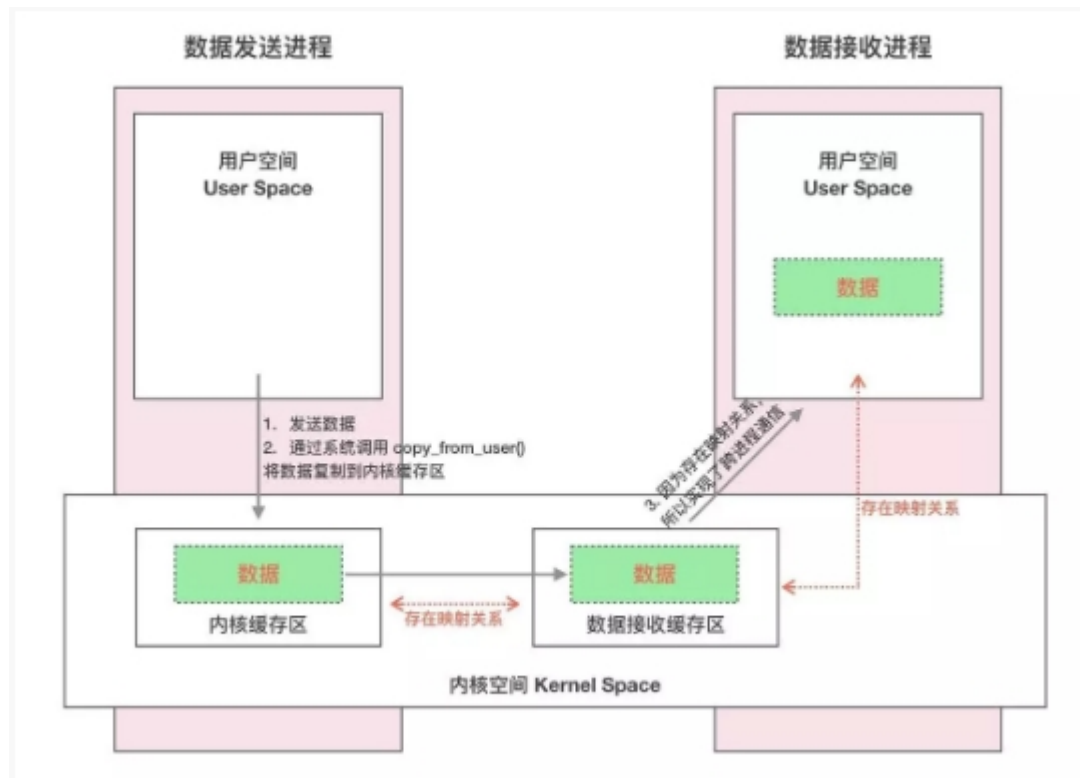 数据发送进程
数据接收进程
用户空间
User Space
用户空间
User Space
数据
1. 发送数据
2. 通过系统调用 copy_from_user()
将数据复制到内核缓存区
3. 因为存在映射关系,
所以实现了跨进程通信
存在映射关系
数据
内核缓存区
存在映射关系
数据
数据接收缓存区
内核空间 Kernel Space